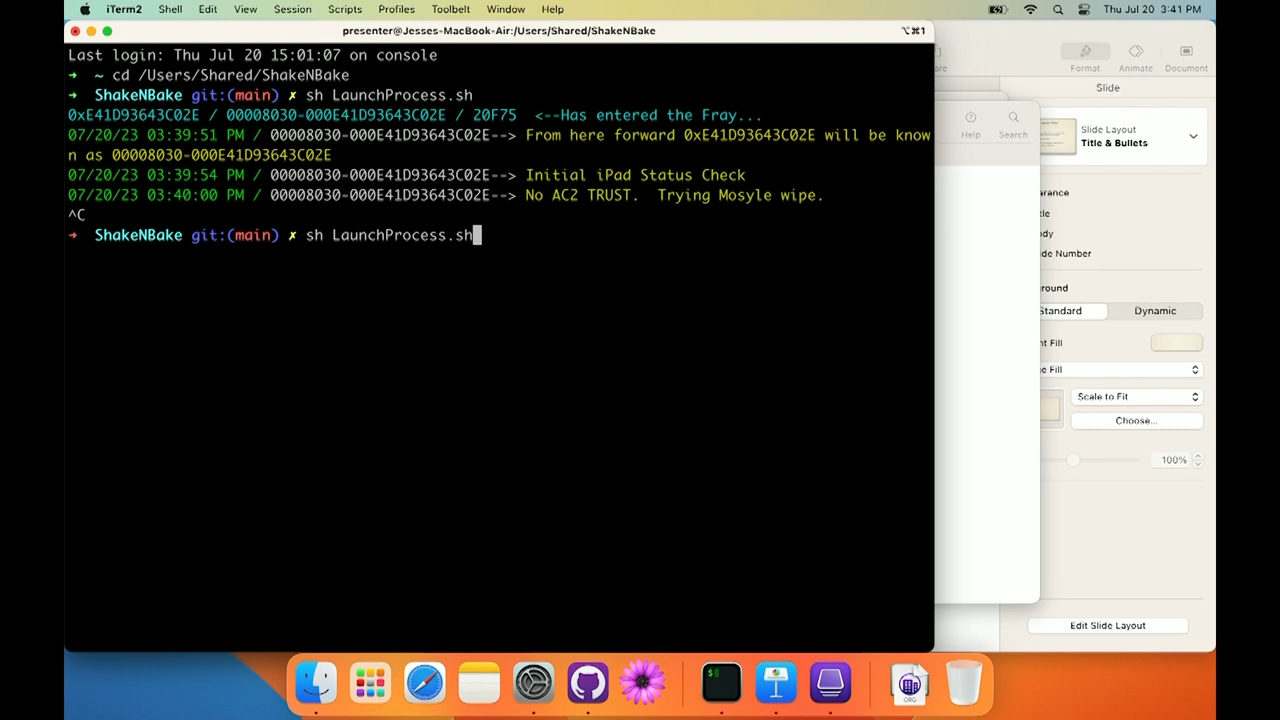 iTerm2 Shell Edit View Session Scripts Profiles Toolbelt Window Help Thu Jul 20 3:41 PM
presenter@Jesses-MacBook-Air:/Users/Shared/ShakeNBake ⌥⌘1
Last login: Thu Jul 20 15:01:07 on console
➜ ~ cd /Users/Shared/ShakeNBake
➜ ShakeNBake git:(main) ✗ sh LaunchProcess.sh
0xE41D93643C02E / 00008030-000E41D93643C02E / 20F75 <--Has entered the Fray...
07/20/23 03:39:51 PM / 00008030-000E41D93643C02E--> From here forward 0xE41D93643C02E will be know
n as 00008030-000E41D93643C02E
07/20/23 03:39:54 PM / 00008030-000E41D93643C02E--> Initial iPad Status Check
07/20/23 03:40:00 PM / 00008030-000E41D93643C02E--> No AC2 TRUST. Trying Mosyle wipe.
^C
➜ ShakeNBake git:(main) ✗ sh LaunchProcess.sh
are
Format Animate Document
Slide
Help Search
Slide Layout
Title & Bullets
arance
tle
ody
de Number
round
Standard Dynamic
nt Fill
e Fill
Scale to Fit
Choose...
100%
Edit Slide Layout
$
ORG